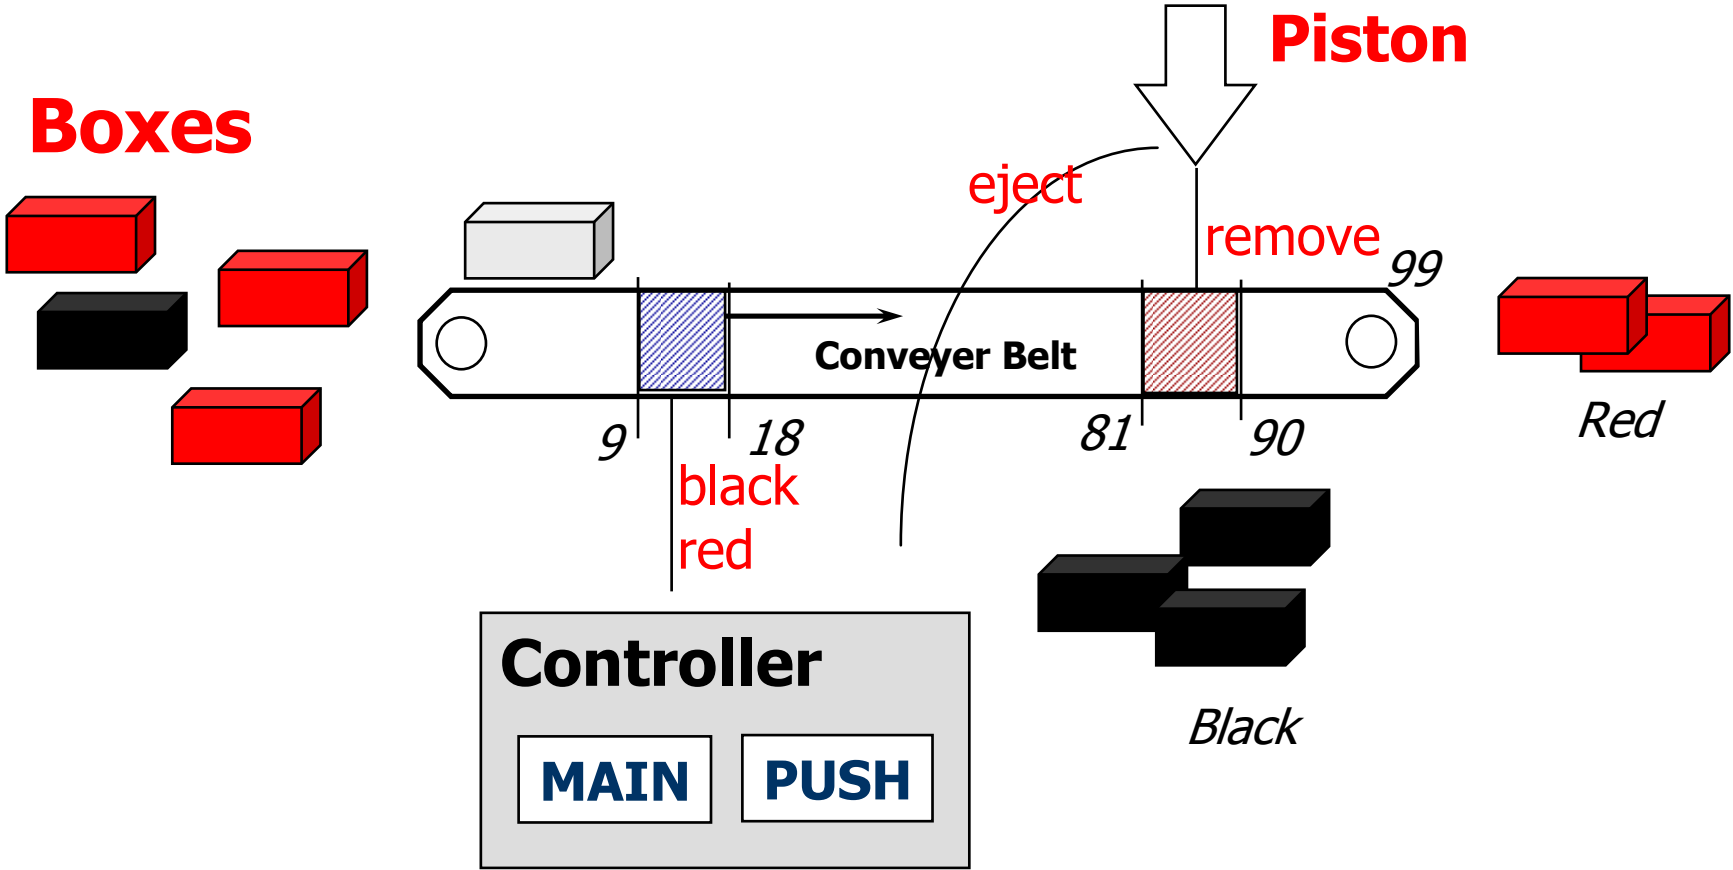 Piston
Boxes
eject
remove
99
Conveyer Belt
9
18
81
90
Red
black
red
Controller
MAIN
PUSH
Black